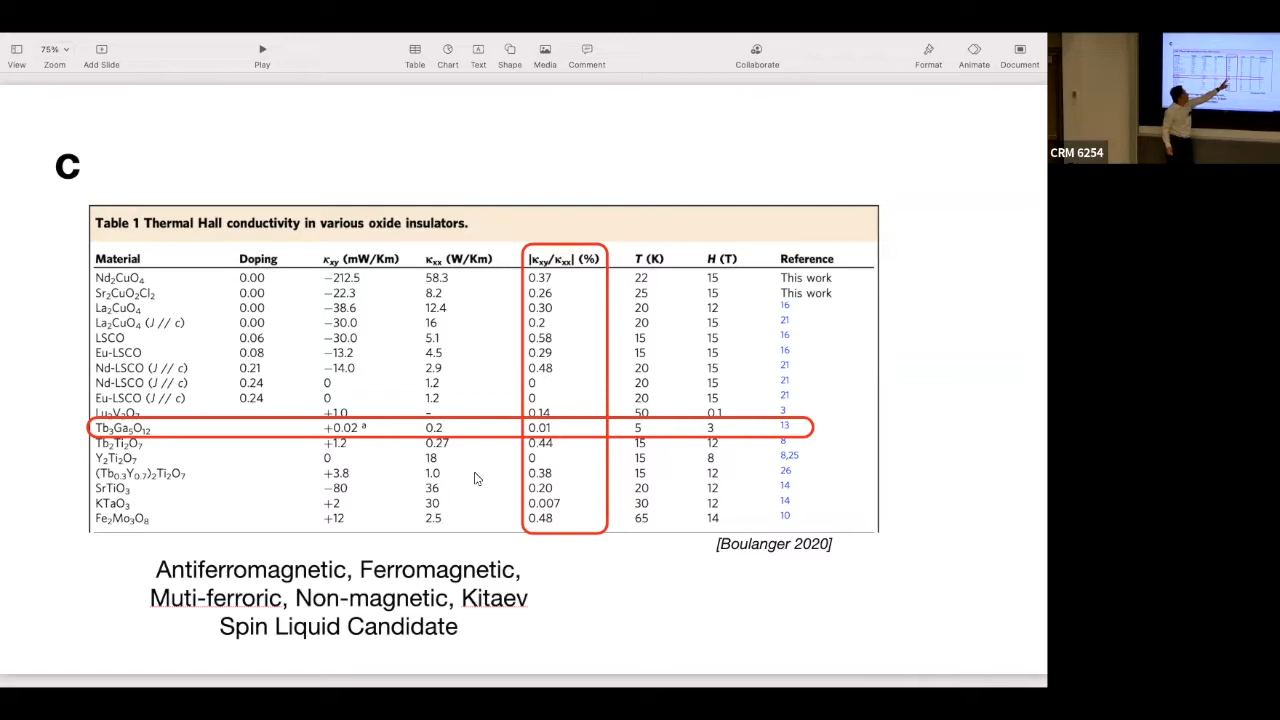 75%
View Zoom Add Slide Play Table Chart Text Shape Media Comment Collaborate Format Animate Document
CRM 6254
c
Table 1 Thermal Hall conductivity in various oxide insulators.
Material Doping κxy (mW/Km) κxx (W/Km) |κxy/κxx| (%) T (K) H (T) Reference
Nd₂CuO₄ 0.00 −212.5 58.3 0.37 22 15 This work
Sr₂CuO₂Cl₂ 0.00 −22.3 8.2 0.26 25 15 This work
La₂CuO₄ 0.00 −38.6 12.4 0.30 20 12 16
La₂CuO₄ (J // c) 0.00 −30.0 16 0.2 20 15 21
LSCO 0.06 −30.0 5.1 0.58 15 15 16
Eu-LSCO 0.08 −13.2 4.5 0.29 15 15 16
Nd-LSCO (J // c) 0.21 −14.0 2.9 0.48 20 15 21
Nd-LSCO (J // c) 0.24 0 1.2 0 20 15 21
Eu-LSCO 0.24 0 1.2 0 20 15 21
Lu₂V₂O₇ +1.0 – 0.14 50 0.1 3
Tb₃Ga₅O₁₂ +0.02 ᵃ 0.2 0.01 5 3 13
Tb₂Ti₂O₇ +1.2 0.27 0.44 15 12 8
Y₂Ti₂O₇ 0 18 0 15 8 8,25
(Tb₀.₃Y₀.₇)₂Ti₂O₇ +3.8 1.0 0.38 15 12 26
SrTiO₃ −80 36 0.20 20 12 14
KTaO₃ +2 30 0.007 30 12 14
Fe₂Mo₃O₈ +12 2.5 0.48 65 14 10
[Boulanger 2020]
Antiferromagnetic, Ferromagnetic,
Muti-ferroric, Non-magnetic, Kitaev
Spin Liquid Candidate